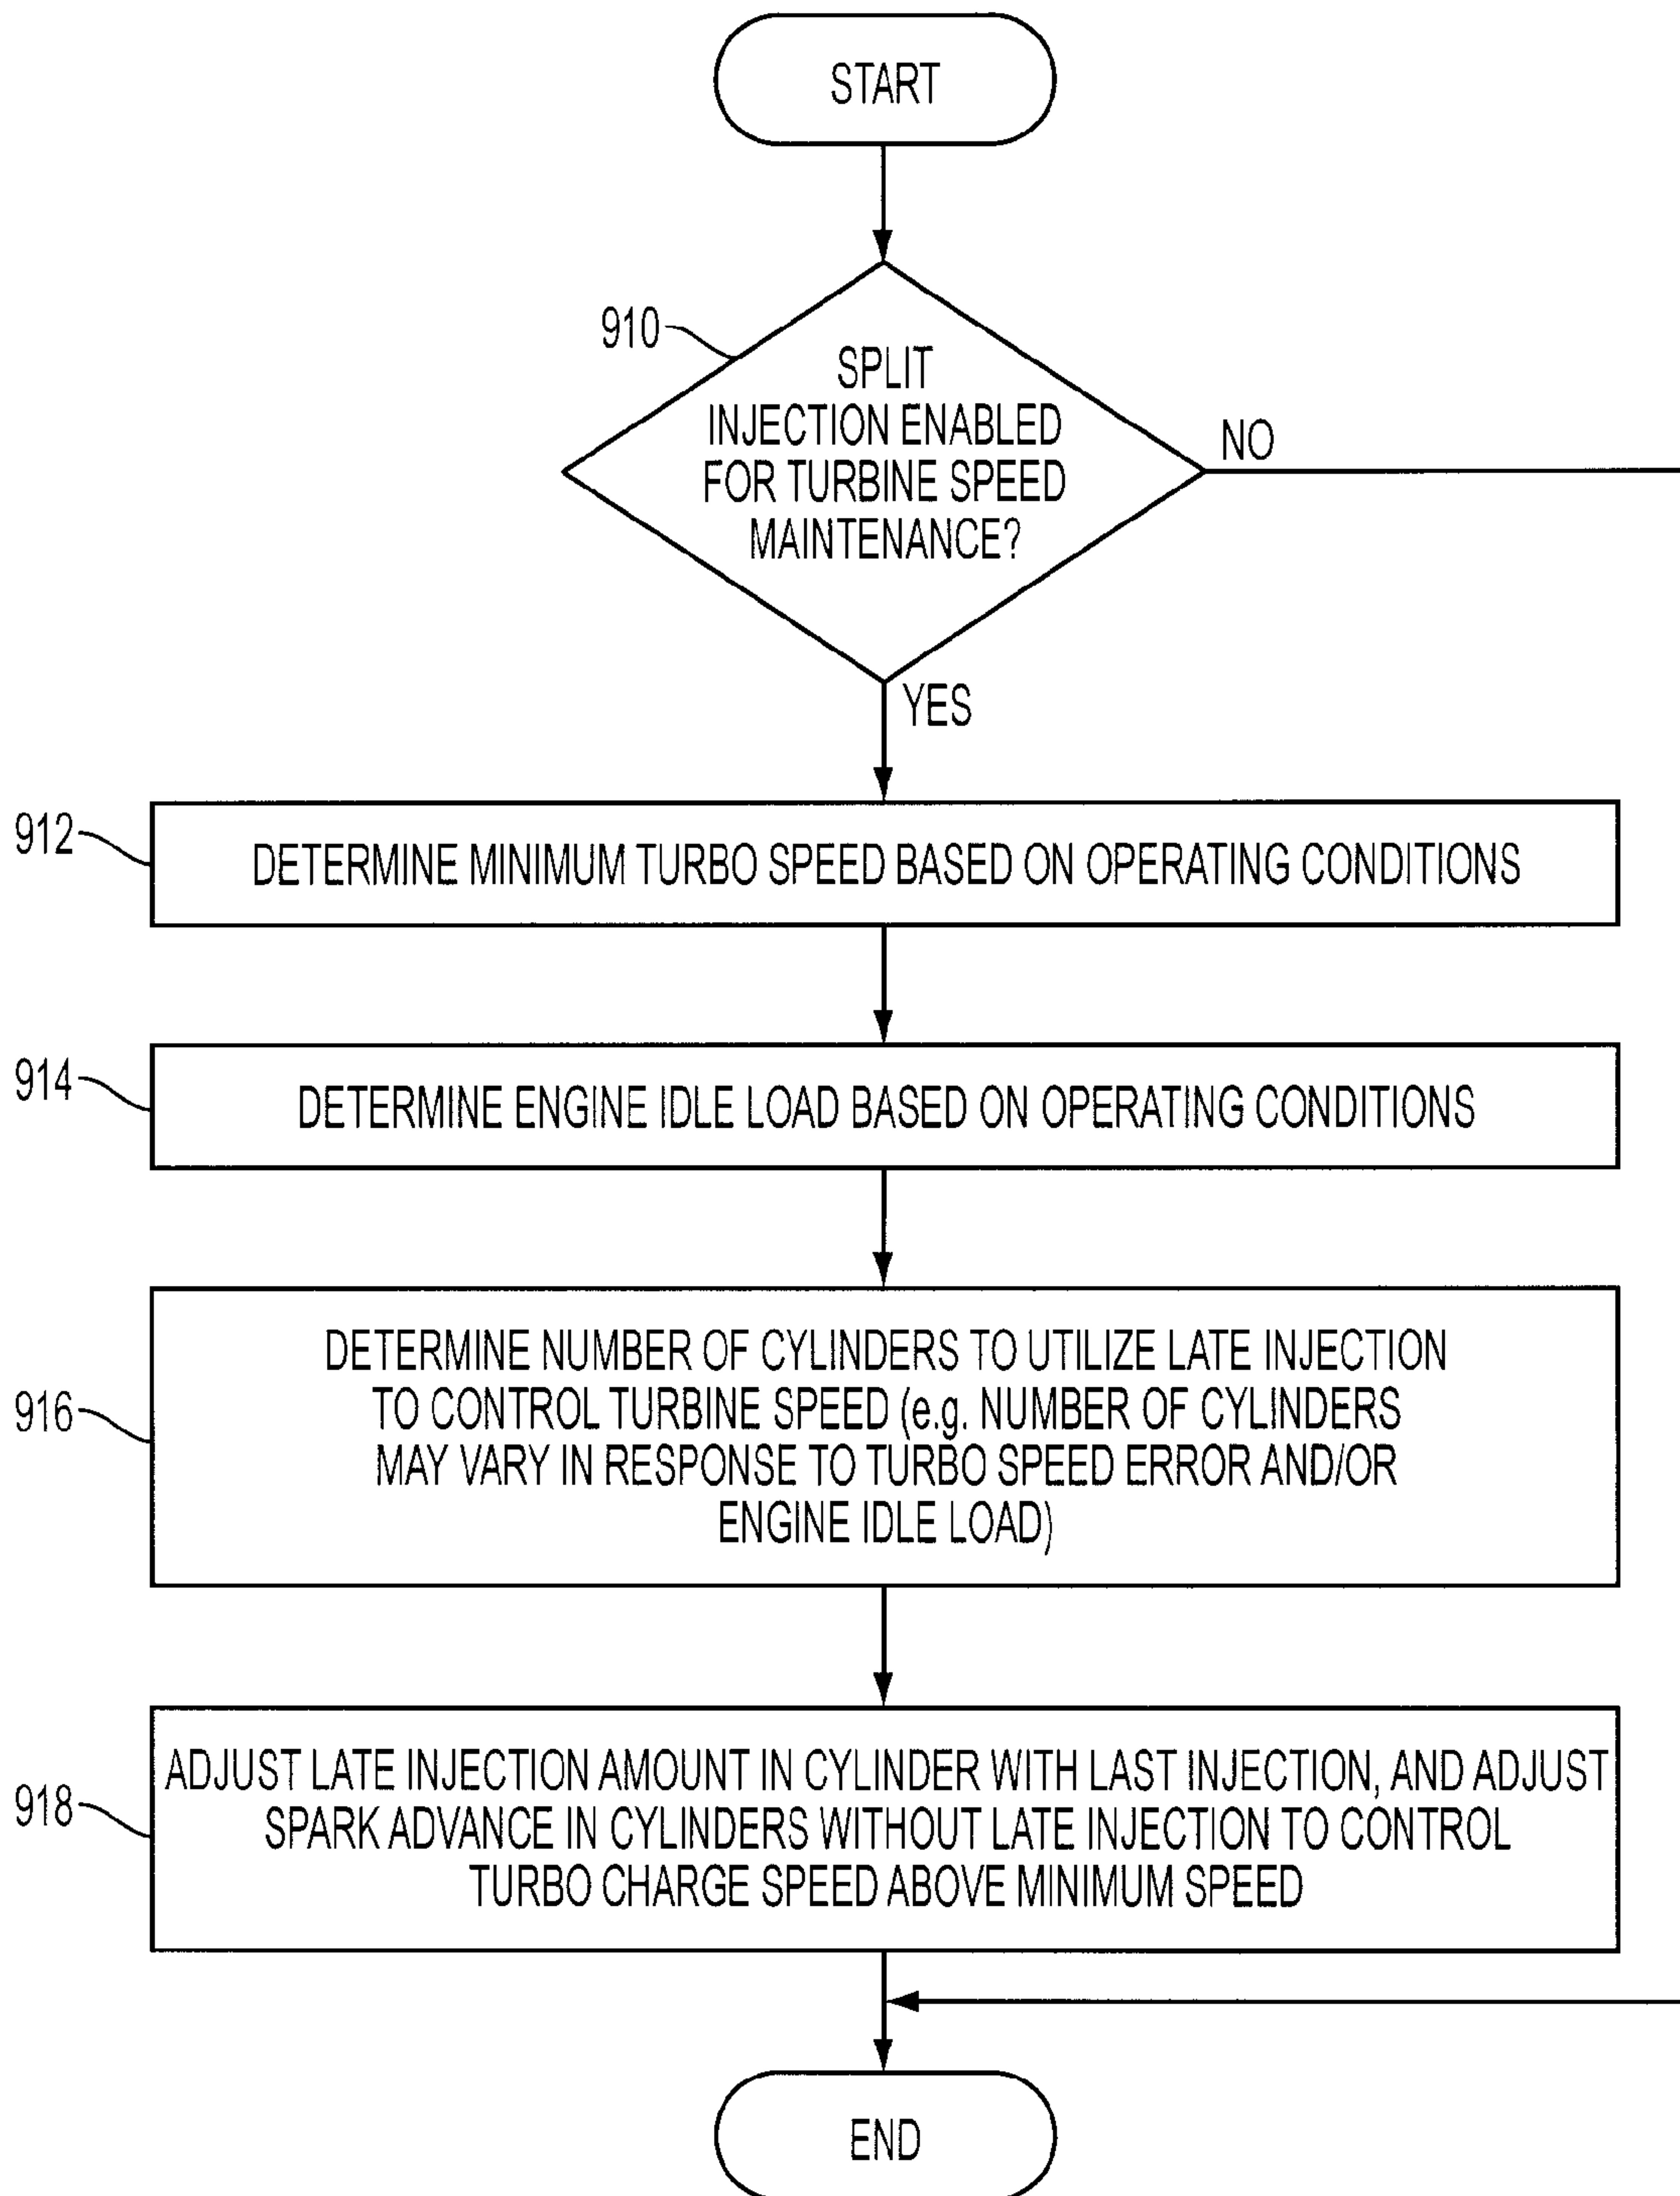 START
910
SPLIT
INJECTION ENABLED
FOR TURBINE SPEED
MAINTENANCE?
NO
YES
912
DETERMINE MINIMUM TURBO SPEED BASED ON OPERATING CONDITIONS
914
DETERMINE ENGINE IDLE LOAD BASED ON OPERATING CONDITIONS
916
DETERMINE NUMBER OF CYLINDERS TO UTILIZE LATE INJECTION
TO CONTROL TURBINE SPEED (e.g. NUMBER OF CYLINDERS
MAY VARY IN RESPONSE TO TURBO SPEED ERROR AND/OR
ENGINE IDLE LOAD)
918
ADJUST LATE INJECTION AMOUNT IN CYLINDER WITH LAST INJECTION, AND ADJUST
SPARK ADVANCE IN CYLINDERS WITHOUT LATE INJECTION TO CONTROL
TURBO CHARGE SPEED ABOVE MINIMUM SPEED
END